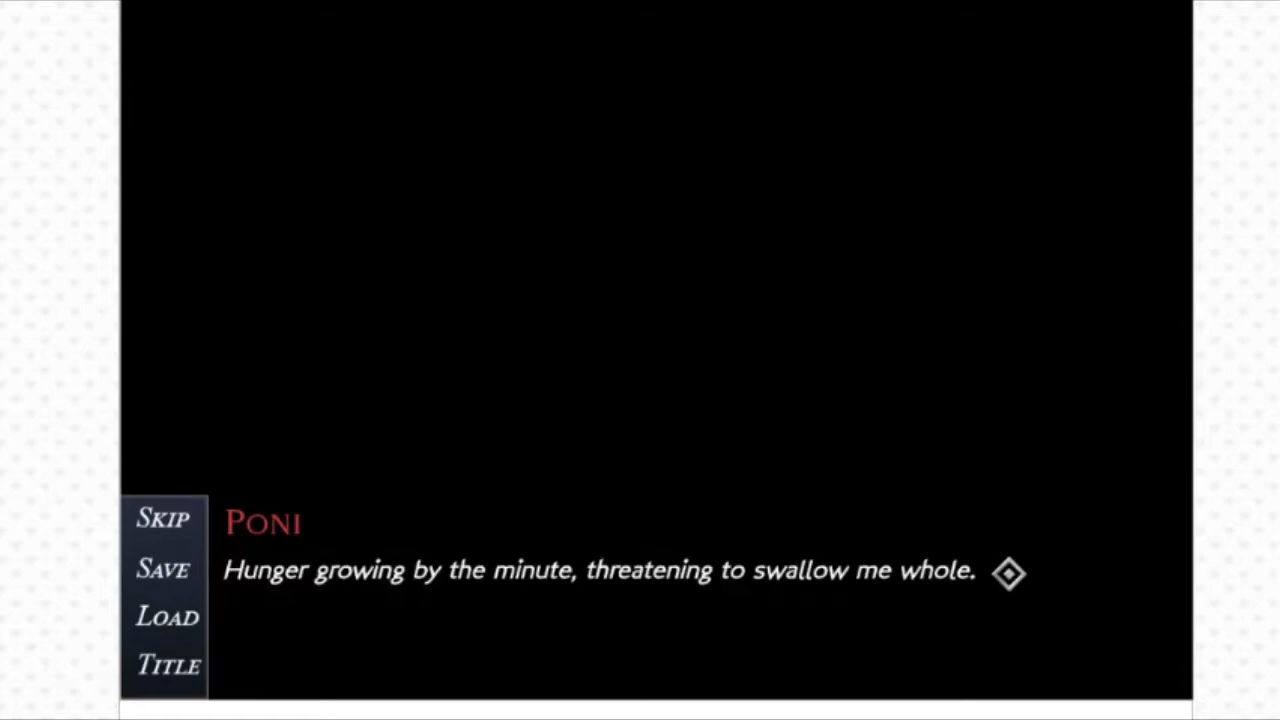 SKIP
SAVE
LOAD
TITLE
PONI
Hunger growing by the minute, threatening to swallow me whole.